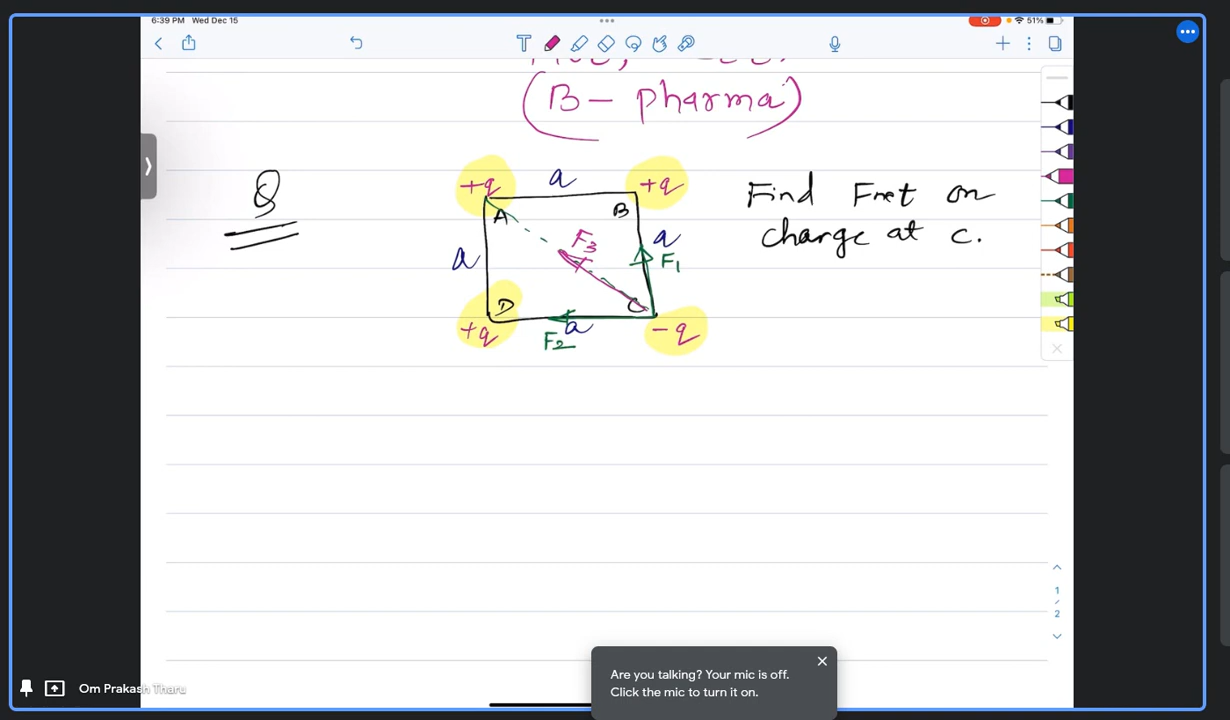 6:39 PM Wed Dec 15
51%
(B - pharma)
Q
+q a +q
A B
a a
F3
F1
D C
+q a -q
F2
Find Fnet on
charge at c.
1
/
2
Are you talking? Your mic is off.
Click the mic to turn it on.
Om Prakash Tharu